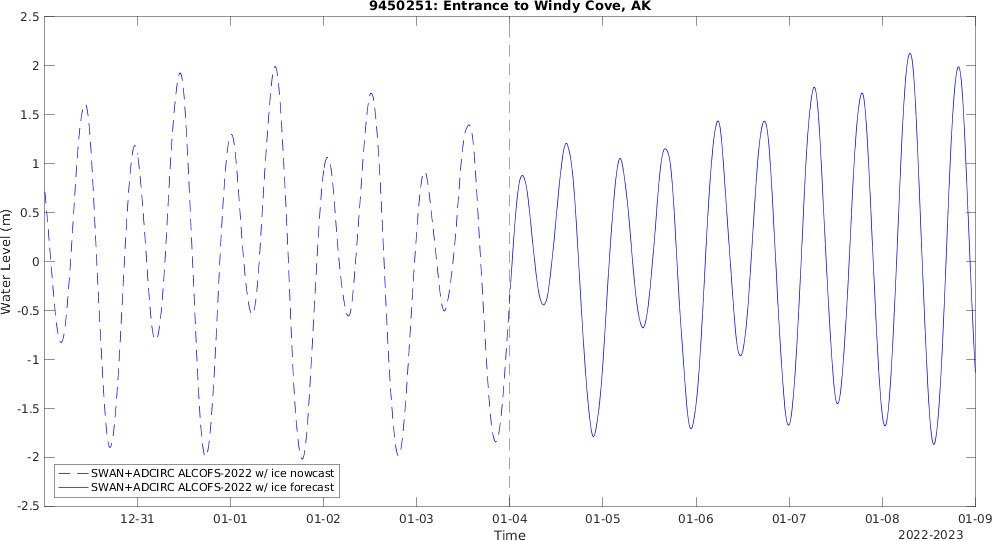 9450251: Entrance to Windy Cove, AK
2.5
2
1.5
1
0.5
0
-0.5
-1
-1.5
-2
-2.5
Water Level (m)
SWAN+ADCIRC ALCOFS-2022 w/ ice nowcast
SWAN+ADCIRC ALCOFS-2022 w/ ice forecast
12-31 01-01 01-02 01-03 01-04 01-05 01-06 01-07 01-08 01-09
Time
2022-2023